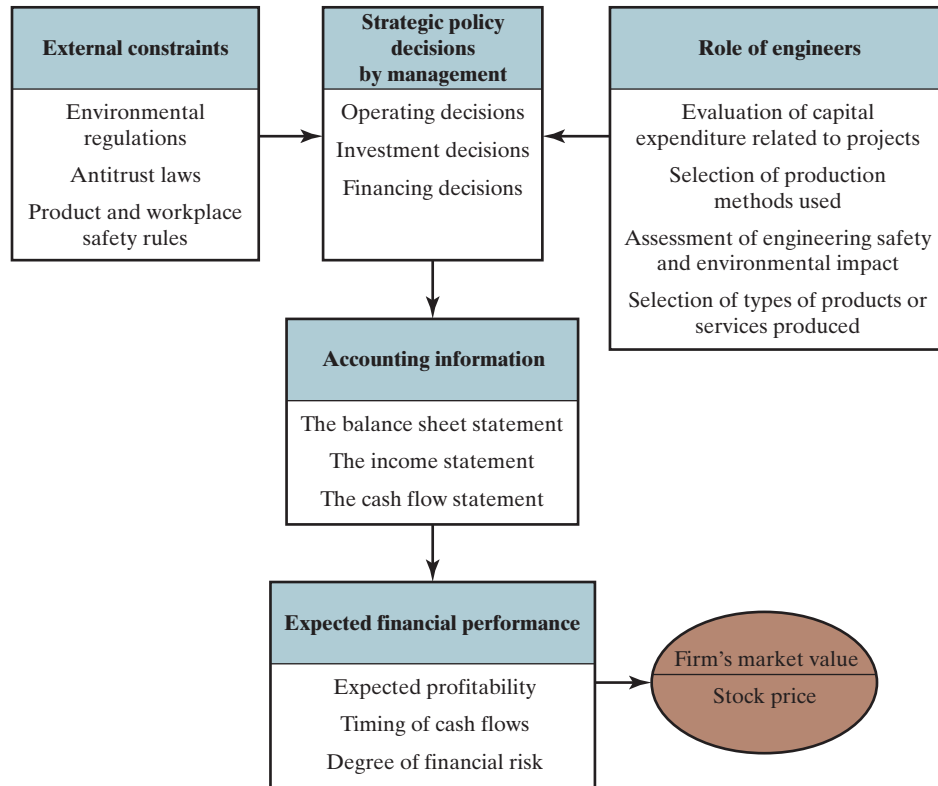 External constraints
Environmental
regulations
Antitrust laws
Product and workplace
safety rules
Strategic policy
decisions
by management
Operating decisions
Investment decisions
Financing decisions
Role of engineers
Evaluation of capital
expenditure related to projects
Selection of production
methods used
Assessment of engineering safety
and environmental impact
Selection of types of products or
services produced
Accounting information
The balance sheet statement
The income statement
The cash flow statement
Expected financial performance
Expected profitability
Timing of cash flows
Degree of financial risk
Firm's market value
Stock price